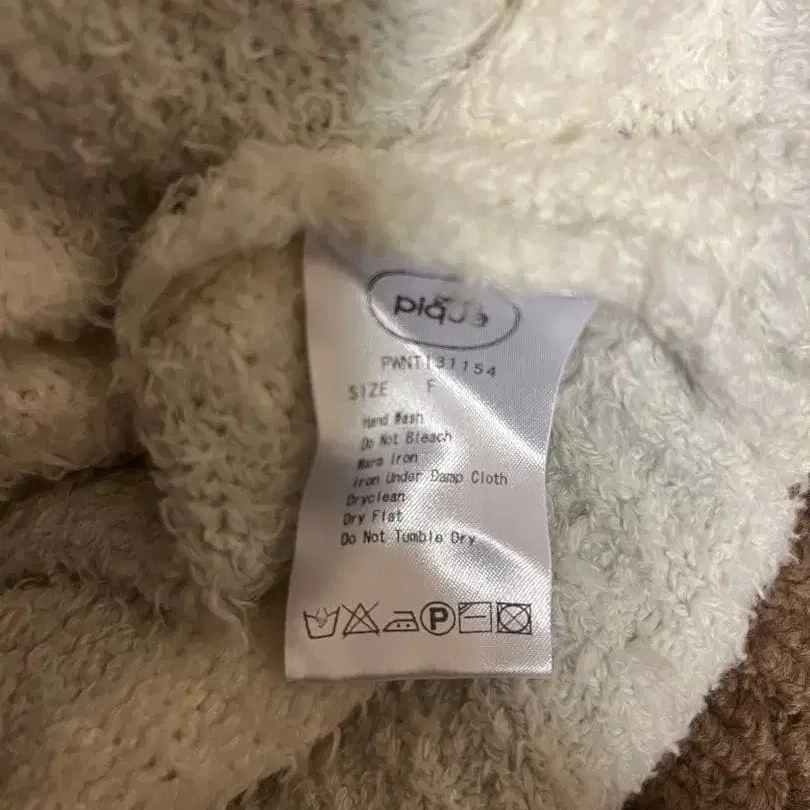 piqué
PWNT131154
SIZE F
Hand Wash
Do Not Bleach
Warm Iron
Iron Under Damp Cloth
Dryclean
Dry Flat
Do Not Tumble Dry
P